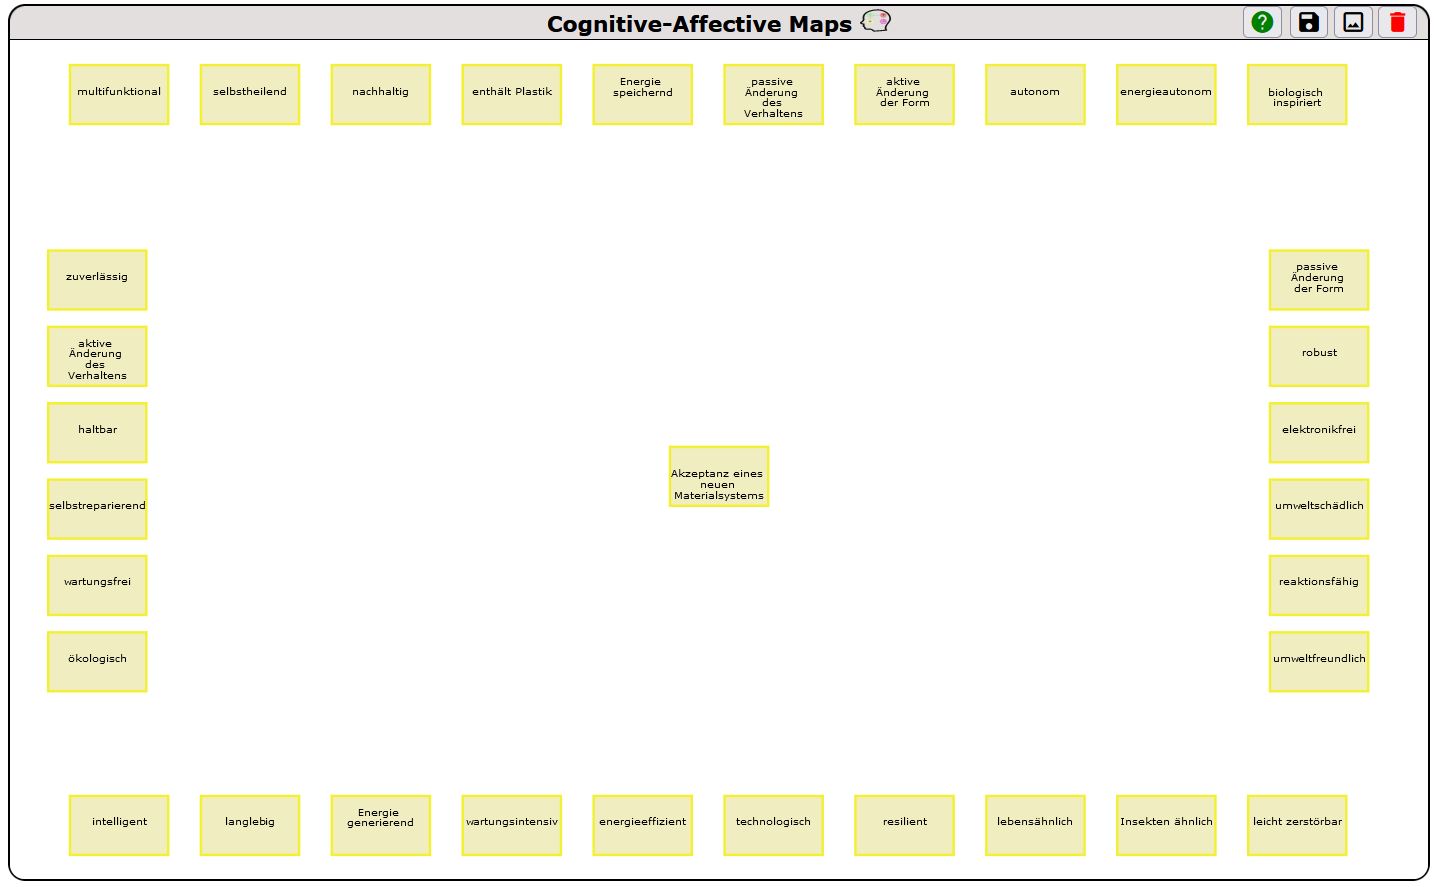 Cognitive-Affective Maps
multifunktional
selbstheilend
nachhaltig
enthält Plastik
Energie
speichernd
passive
Änderung
des
Verhaltens
aktive
Änderung
der Form
autonom
energieautonom
biologisch
inspiriert
zuverlässig
passive
Änderung
der Form
aktive
Änderung
des
Verhaltens
robust
haltbar
elektronikfrei
Akzeptanz eines
neuen
Materialsystems
selbstreparierend
umweltschädlich
wartungsfrei
reaktionsfähig
ökologisch
umweltfreundlich
intelligent
langlebig
Energie
generierend
wartungsintensiv
energieeffizient
technologisch
resilient
lebensähnlich
Insekten ähnlich
leicht zerstörbar